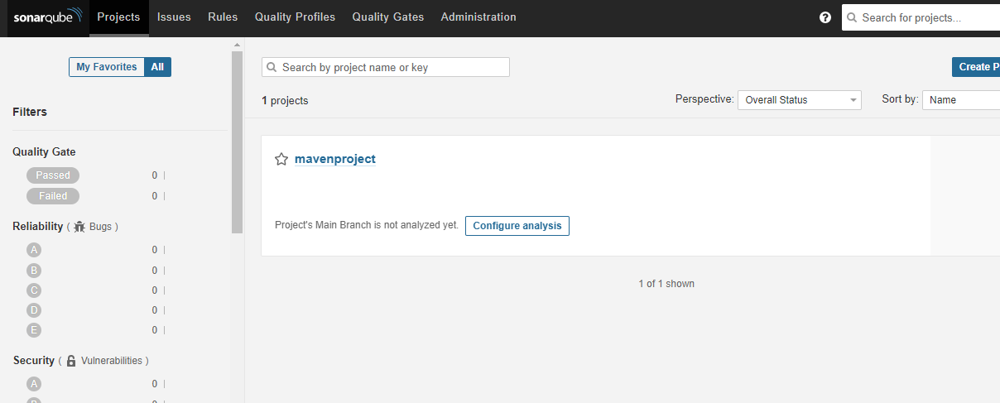 sonarqube Projects Issues Rules Quality Profiles Quality Gates Administration ? Search for projects...
My Favorites All
Search by project name or key
Create P
1 projects
Perspective: Overall Status
Sort by: Name
Filters
Quality Gate
Passed 0
Failed 0
Reliability ( Bugs )
A 0
B 0
C 0
D 0
E 0
Security ( Vulnerabilities )
A 0
mavenproject
Project's Main Branch is not analyzed yet. Configure analysis
1 of 1 shown